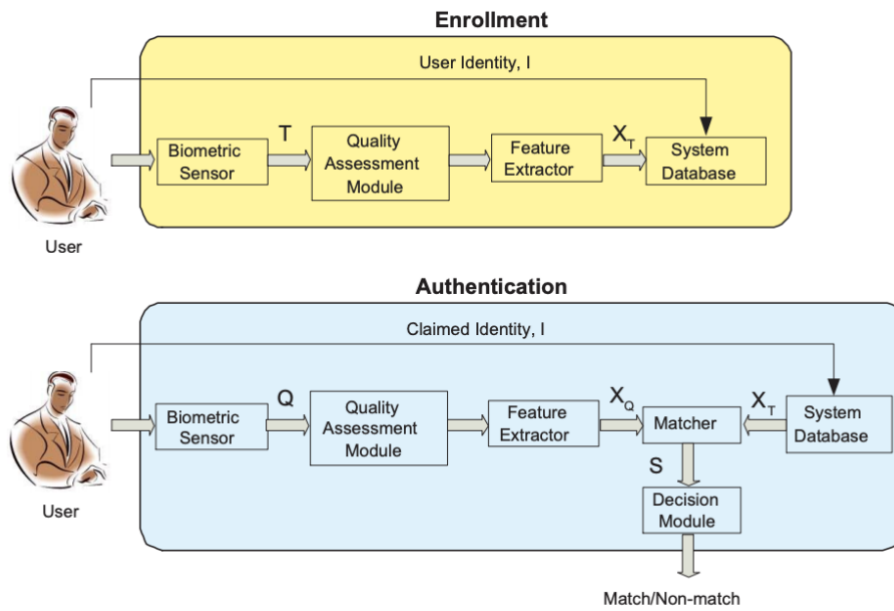 Enrollment
User Identity, I
Biometric
Sensor
T
Quality
Assessment
Module
Feature
Extractor
X_T
System
Database
User
Authentication
Claimed Identity, I
Biometric
Sensor
Q
Quality
Assessment
Module
Feature
Extractor
X_Q
Matcher
X_T
System
Database
S
Decision
Module
User
Match/Non-match